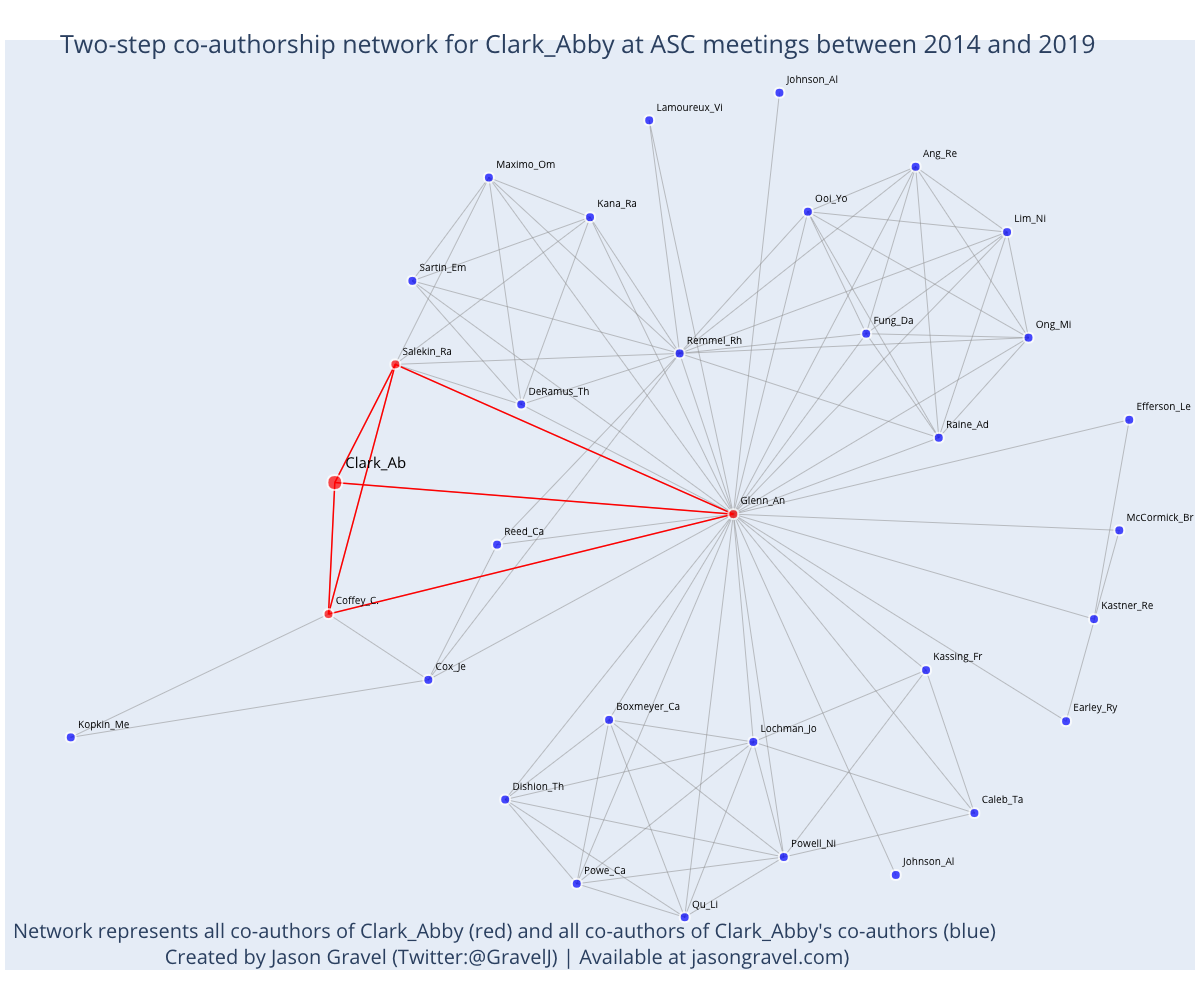 Two-step co-authorship network for Clark_Abby at ASC meetings between 2014 and 2019
Johnson_Al
Lamoureux_Vi
Ang_Re
Maximo_Om
Ooi_Yo
Kana_Ra
Lim_Ni
Sartin_Em
Fung_Da
Ong_Mi
Remmel_Rh
Salekin_Ra
DeRamus_Th
Efferson_Le
Raine_Ad
Clark_Ab
Glenn_An
McCormick_Br
Reed_Ca
Coffey_C.
Kastner_Re
Kassing_Fr
Cox_Je
Boxmeyer_Ca
Earley_Ry
Kopkin_Me
Lochman_Jo
Dishion_Th
Caleb_Ta
Powell_Ni
Johnson_Al
Powe_Ca
Qu_Li
Network represents all co-authors of Clark_Abby (red) and all co-authors of Clark_Abby's co-authors (blue)
Created by Jason Gravel (Twitter:@GravelJ) | Available at jasongravel.com)